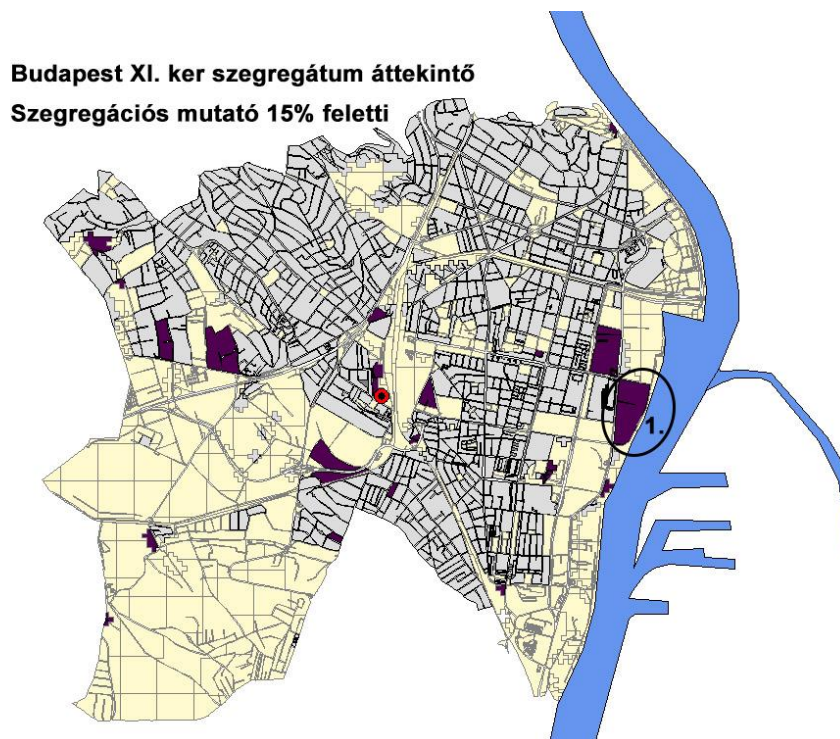 Budapest XI. ker szegregátum áttekintő
Szegregációs mutató 15% feletti
1.